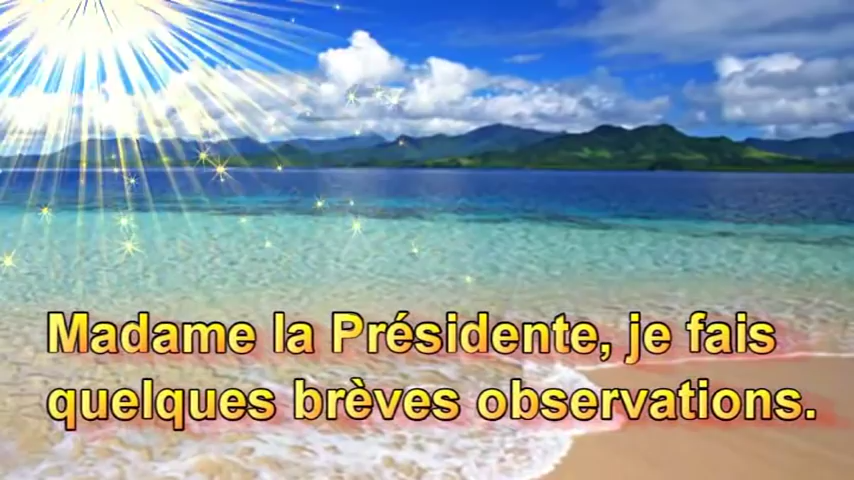 Madame la Présidente, je fais
quelques brèves observations.